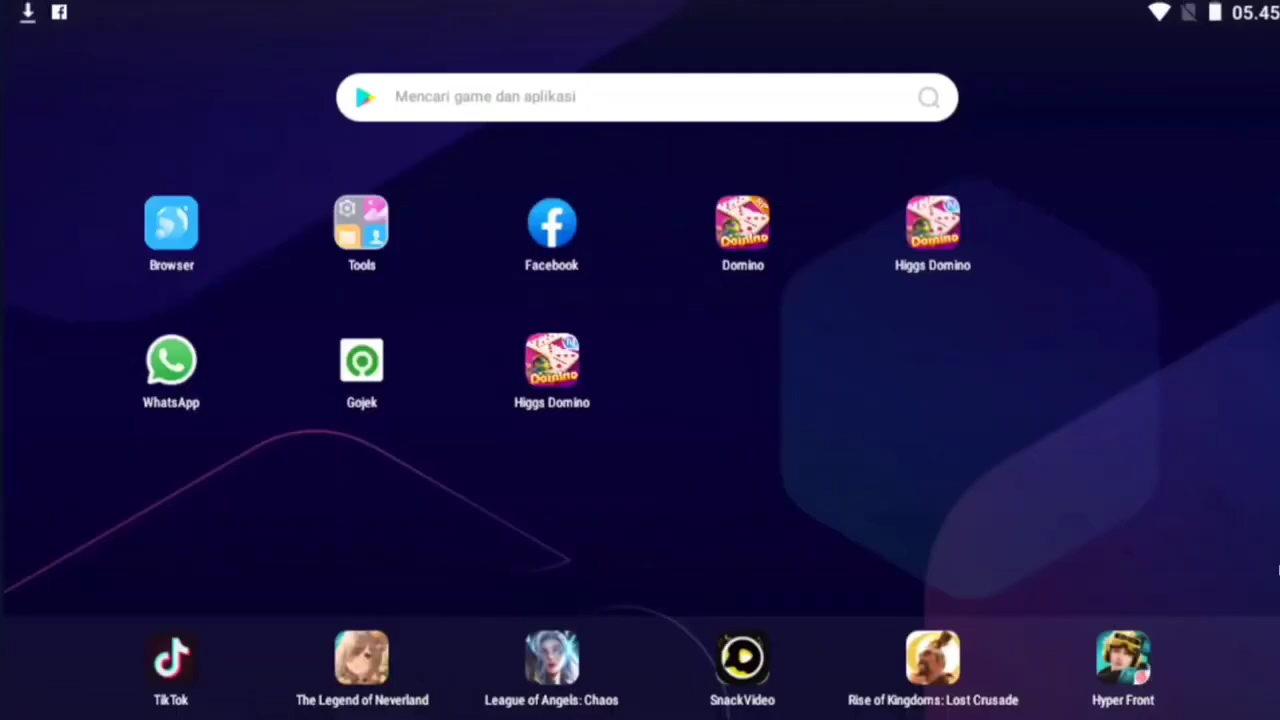 05.45
Mencari game dan aplikasi
Browser
Tools
Facebook
Domino
Higgs Domino
WhatsApp
Gojek
Higgs Domino
TikTok
The Legend of Neverland
League of Angels: Chaos
SnackVideo
Rise of Kingdoms: Lost Crusade
Hyper Front